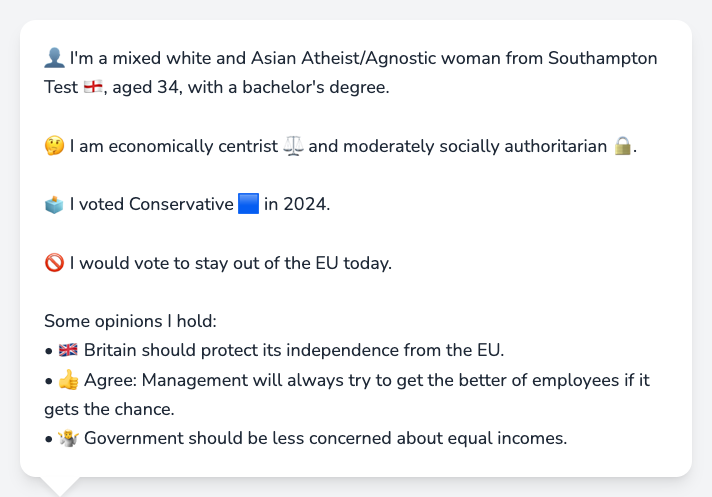 👤 I'm a mixed white and Asian Atheist/Agnostic woman from Southampton
Test 🏴󠁧󠁢󠁥󠁮󠁧󠁿, aged 34, with a bachelor's degree.
🤔 I am economically centrist ⚖️ and moderately socially authoritarian 🔒.
🗳️ I voted Conservative 🟦 in 2024.
🚫 I would vote to stay out of the EU today.
Some opinions I hold:
• 🇬🇧 Britain should protect its independence from the EU.
• 👍 Agree: Management will always try to get the better of employees if it
gets the chance.
• 🤷 Government should be less concerned about equal incomes.